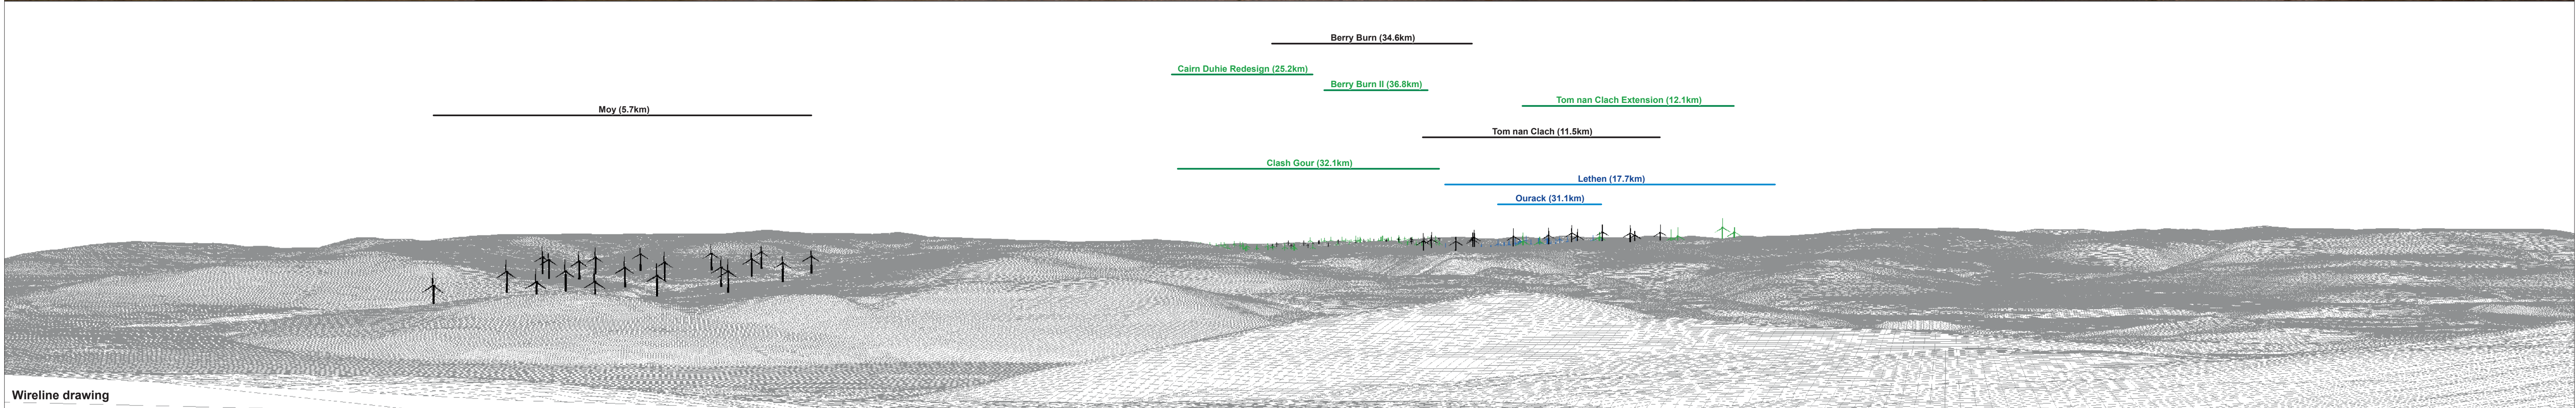 Berry Burn (34.6km)
Cairn Duhie Redesign (25.2km)
Berry Burn II (36.8km)
Tom nan Clach Extension (12.1km)
Moy (5.7km)
Tom nan Clach (11.5km)
Clash Gour (32.1km)
Lethen (17.7km)
Ourack (31.1km)
Wireline drawing